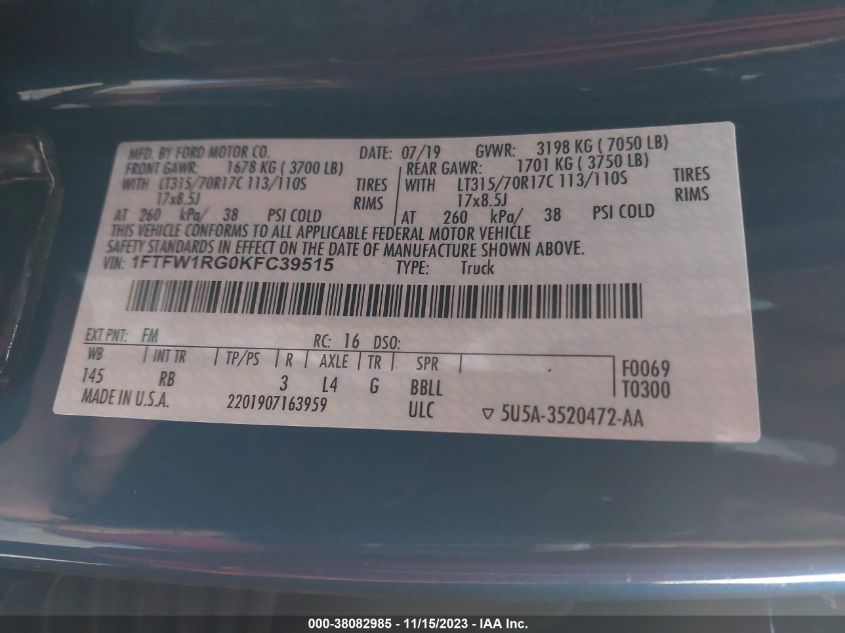 MFD. BY FORD MOTOR CO. DATE: 07/19 GVWR: 3198 KG ( 7050 LB)
FRONT GAWR: 1678 KG ( 3700 LB) REAR GAWR: 1701 KG ( 3750 LB)
WITH LT315/70R17C 113/110S TIRES WITH LT315/70R17C 113/110S TIRES
17x8.5J RIMS 17x8.5J RIMS
AT 260 kPa/ 38 PSI COLD AT 260 kPa/ 38 PSI COLD
THIS VEHICLE CONFORMS TO ALL APPLICABLE FEDERAL MOTOR VEHICLE
SAFETY STANDARDS IN EFFECT ON THE DATE OF MANUFACTURE SHOWN ABOVE.
VIN: 1FTFW1RG0KFC39515 TYPE: Truck
EXT PNT: FM RC: 16 DSO:
WB INT TR TP/PS R AXLE TR SPR F0069
145 RB 3 L4 G BBLL T0300
MADE IN U.S.A. 2201907163959 ULC ▽ 5U5A-3520472-AA
000-38082985 - 11/15/2023 - IAA Inc.